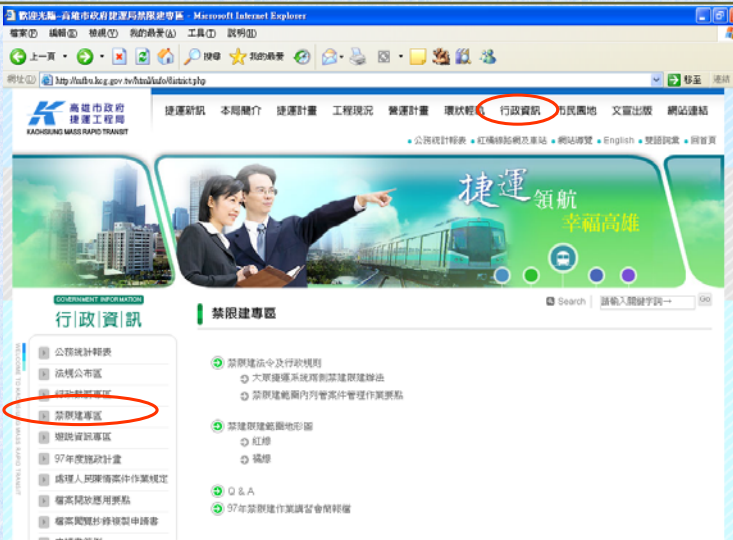 歡迎光臨-高雄市政府捷運局禁限建專區 - Microsoft Internet Explorer
檔案(F) 編輯(E) 檢視(V) 我的最愛(A) 工具(T) 說明(H)
上一頁 搜尋 我的最愛
網址(D) http://mtbu.kcg.gov.tw/html/info/district.php 移至 連結
高雄市政府
捷運工程局
KAOHSIUNG MASS RAPID TRANSIT
捷運新訊 本局簡介 捷運計畫 工程現況 營運計畫 環狀輕軌 行政資訊 市民園地 文宣出版 網站連結
公務統計報表 紅橘線路網及車站 網站導覽 English 雙語詞彙 回首頁
捷運領航
幸福高雄
GOVERNMENT INFORMATION
行政資訊
Search 請輸入關鍵字詞→ GO
禁限建專區
公務統計報表
法規公布區
禁限建專區
遊說資訊專區
97年度施政計畫
處理人民陳情案件作業規定
檔案開放應用要點
檔案閱覽抄錄複製申請書
WELCOME TO KAOHSIUNG MASS RAPID TRANSIT
禁限建法令及行政規則
大眾捷運系統兩側禁建限建辦法
禁限建範圍內列管案件管理作業要點
禁建限建範圍地形圖
紅線
橘線
Q & A
97年禁限建作業講習會簡報檔